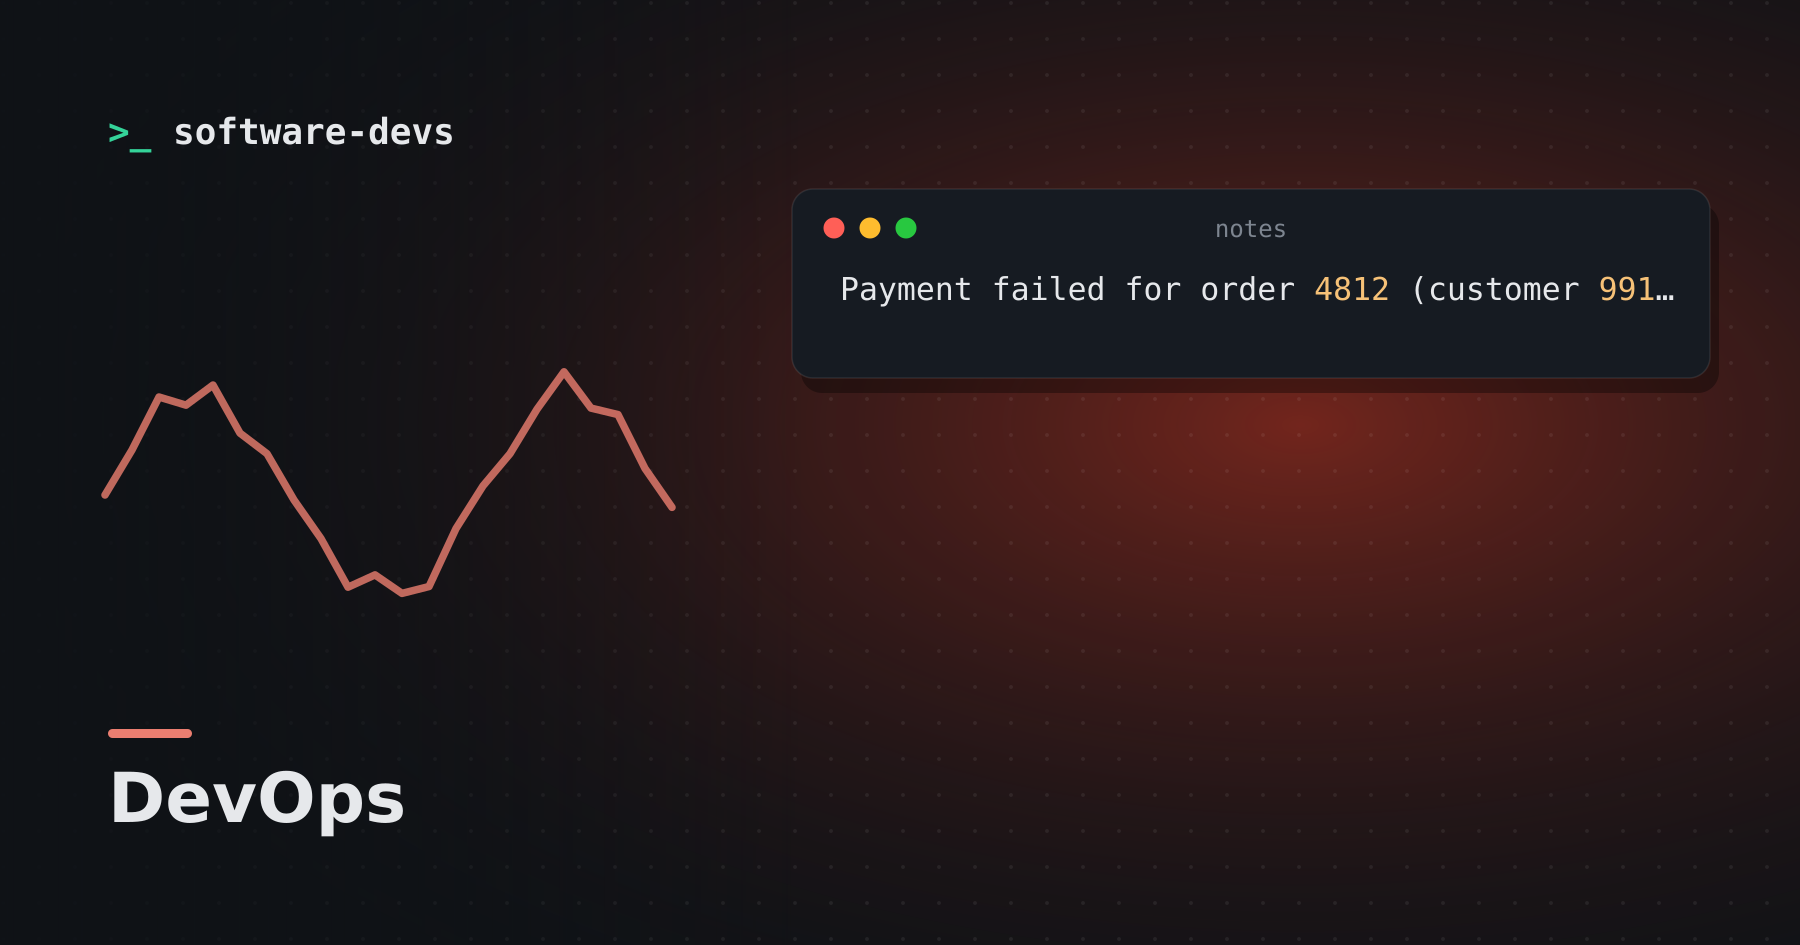 >_ software-devs
notes
Payment failed for order 4812 (customer 991…
DevOps